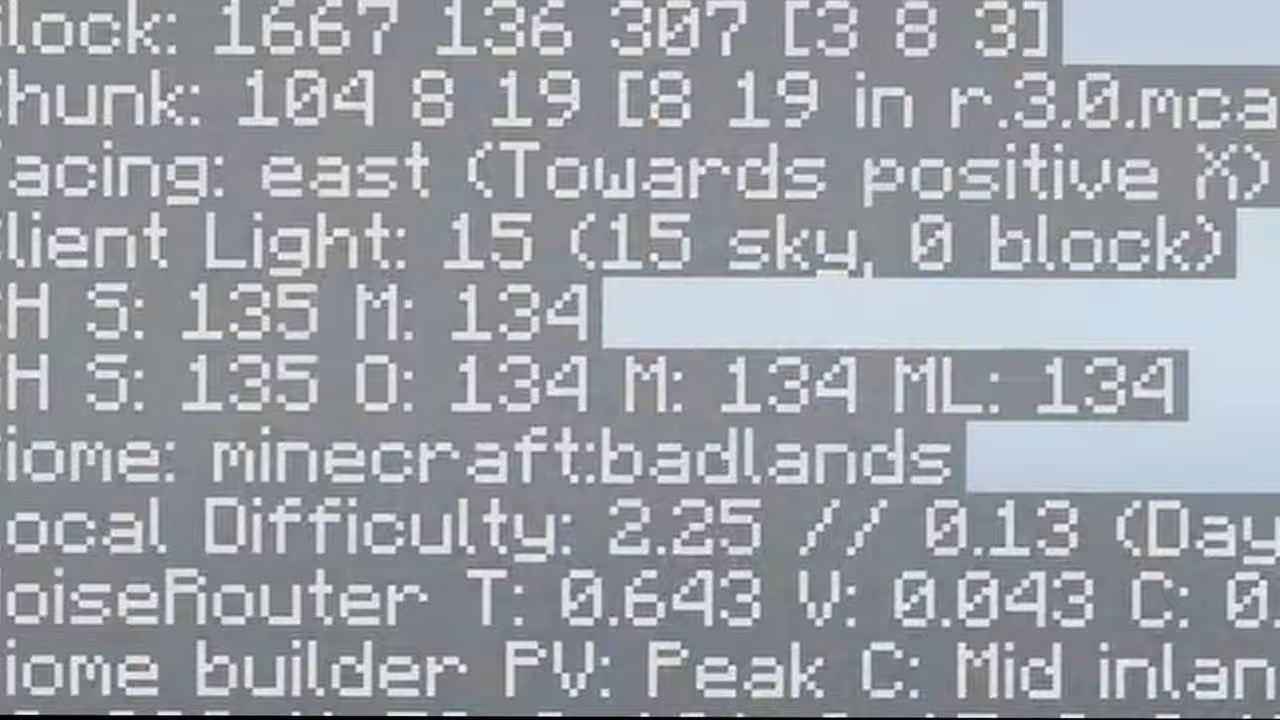 lock: 1667 136 307 [3 8 3]
hunk: 104 8 19 [8 19 in r.3.0.mca
acing: east (Towards positive X)
lient Light: 15 (15 sky, 0 block)
H S: 135 M: 134
H S: 135 O: 134 M: 134 ML: 134
iome: minecraft:badlands
ocal Difficulty: 2.25 // 0.13 (Day
oiseRouter T: 0.643 V: 0.043 C: 0.
iome builder PV: Peak C: Mid inlan